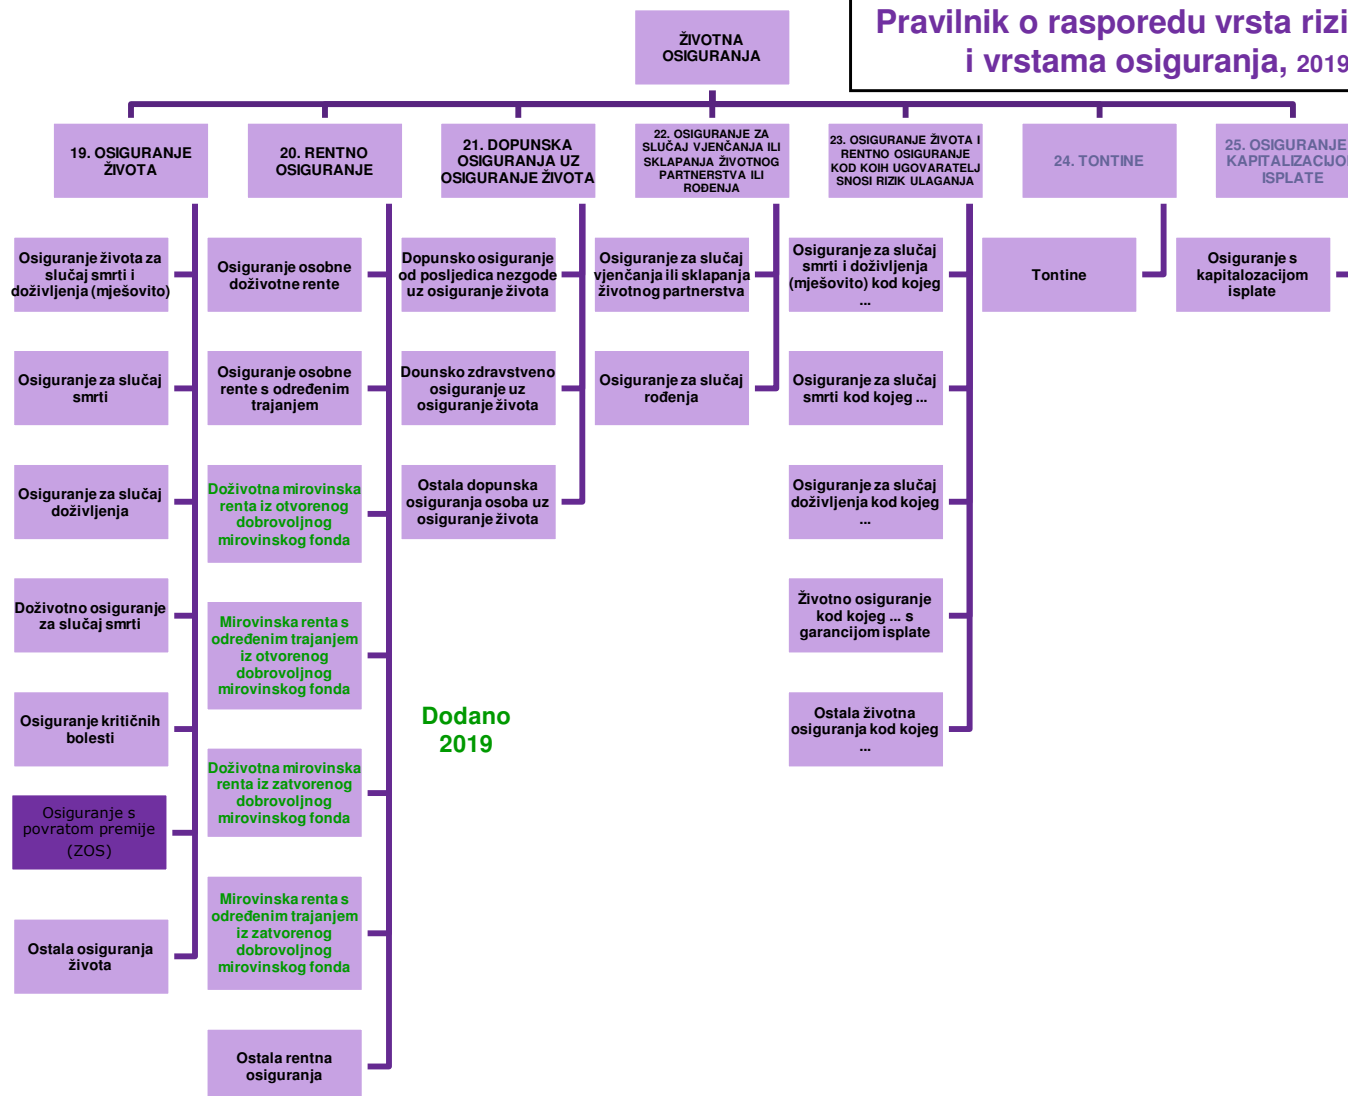 Pravilnik o rasporedu vrsta rizi
i vrstama osiguranja, 2019
ŽIVOTNA
OSIGURANJA
19. OSIGURANJE
ŽIVOTA
20. RENTNO
OSIGURANJE
21. DOPUNSKA
OSIGURANJA UZ
OSIGURANJE ŽIVOTA
22. OSIGURANJE ZA
SLUČAJ VJENČANJA ILI
SKLAPANJA ŽIVOTNOG
PARTNERSTVA ILI
ROĐENJA
23. OSIGURANJE ŽIVOTA I
RENTNO OSIGURANJE
KOD KOIH UGOVARATELJ
SNOSI RIZIK ULAGANJA
24. TONTINE
25. OSIGURANJE
KAPITALIZACIJO
ISPLATE
Osiguranje života za
slučaj smrti i
doživljenja (mješovito)
Osiguranje za slučaj
smrti
Osiguranje za slučaj
doživljenja
Doživotno osiguranje
za slučaj smrti
Osiguranje kritičnih
bolesti
Osiguranje s
povratom premije
(ZOS)
Ostala osiguranja
života
Osiguranje osobne
doživotne rente
Osiguranje osobne
rente s određenim
trajanjem
Doživotna mirovinska
renta iz otvorenog
dobrovoljnog
mirovinskog fonda
Mirovinska renta s
određenim trajanjem
iz otvorenog
dobrovoljnog
mirovinskog fonda
Doživotna mirovinska
renta iz zatvorenog
dobrovoljnog
mirovinskog fonda
Mirovinska renta s
određenim trajanjem
iz zatvorenog
dobrovoljnog
mirovinskog fonda
Ostala rentna
osiguranja
Dopunsko osiguranje
od posljedica nezgode
uz osiguranje života
Dounsko zdravstveno
osiguranje uz
osiguranje života
Ostala dopunska
osiguranja osoba uz
osiguranje života
Dodano
2019
Osiguranje za slučaj
vjenčanja ili sklapanja
životnog partnerstva
Osiguranje za slučaj
rođenja
Osiguranje za slučaj
smrti i doživljenja
(mješovito) kod kojeg
...
Osiguranje za slučaj
smrti kod kojeg ...
Osiguranje za slučaj
doživljenja kod kojeg
...
Životno osiguranje
kod kojeg ... s
garancijom isplate
Ostala životna
osiguranja kod kojeg
...
Tontine
Osiguranje s
kapitalozacijom
isplate